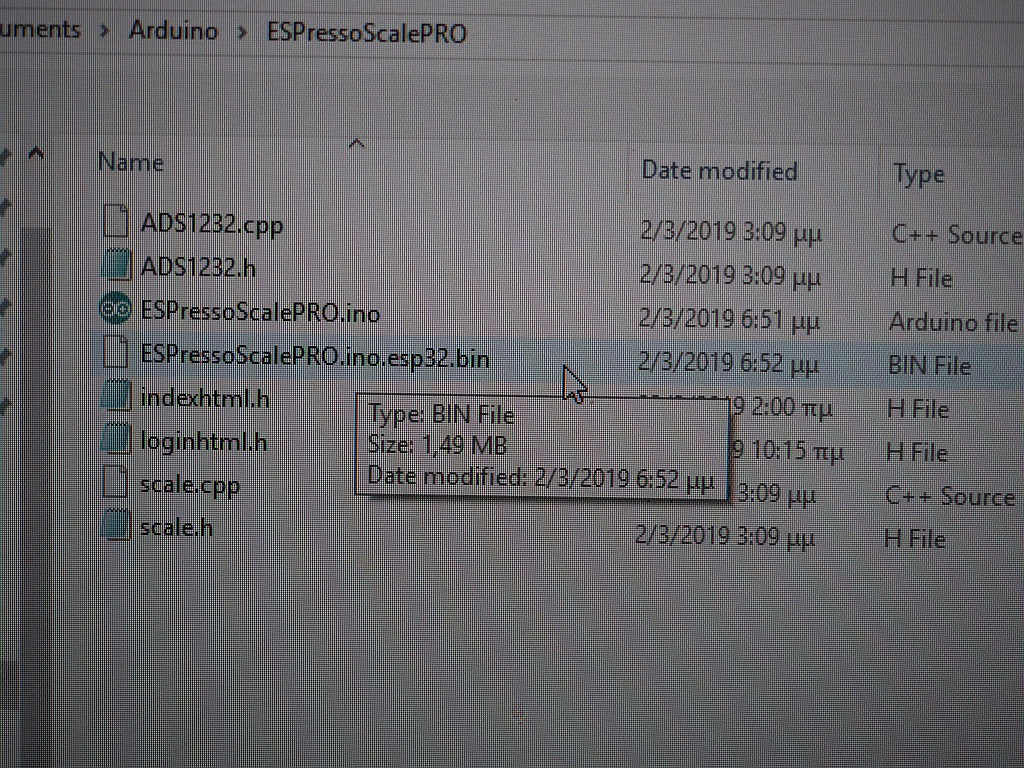 uments > Arduino > ESPressoScalePRO
Name Date modified Type
ADS1232.cpp 2/3/2019 3:09 μμ C++ Source
ADS1232.h 2/3/2019 3:09 μμ H File
ESPressoScalePRO.ino 2/3/2019 6:51 μμ Arduino file
ESPressoScalePRO.ino.esp32.bin 2/3/2019 6:52 μμ BIN File
indexhtml.h 9 2:00 πμ H File
loginhtml.h 9 10:15 πμ H File
scale.cpp 3:09 μμ C++ Source
scale.h 2/3/2019 3:09 μμ H File
Type: BIN File
Size: 1,49 MB
Date modified: 2/3/2019 6:52 μμ